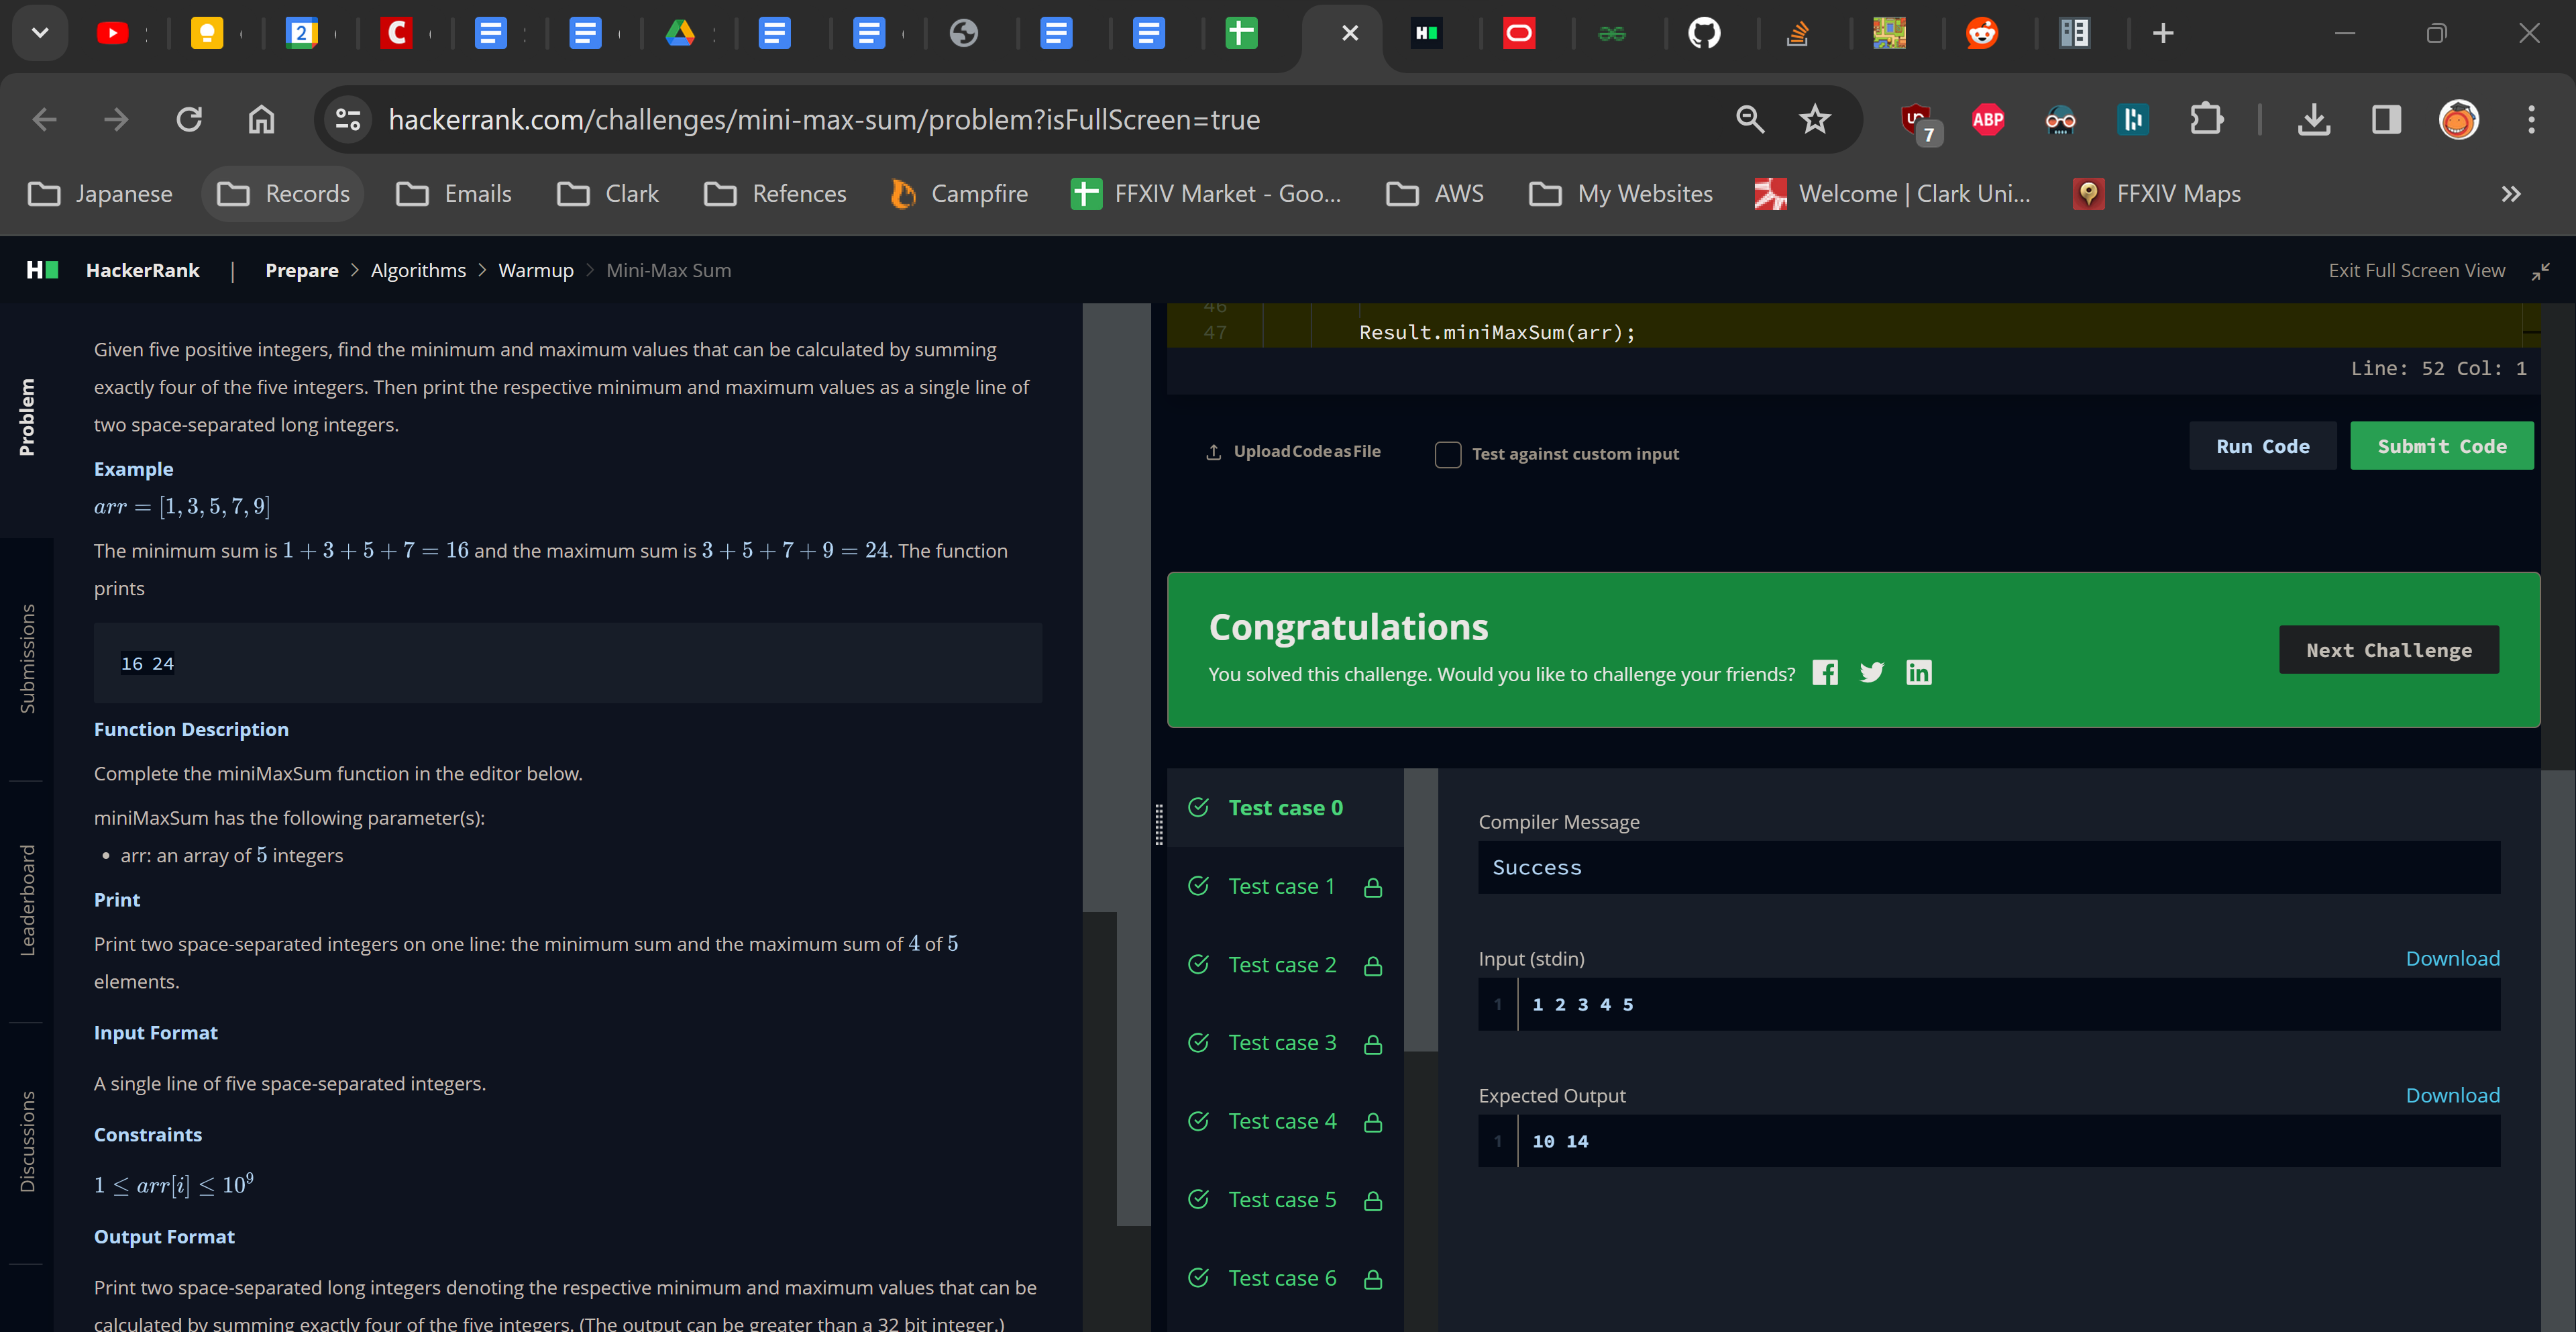 2
hackerrank.com/challenges/mini-max-sum/problem?isFullScreen=true
7
ABP
Japanese
Records
Emails
Clark
Refences
Campfire
FFXIV Market - Goo...
AWS
My Websites
Welcome | Clark Uni...
FFXIV Maps
HackerRank | Prepare > Algorithms > Warmup > Mini-Max Sum
Exit Full Screen View
Problem
Submissions
Leaderboard
Discussions
Given five positive integers, find the minimum and maximum values that can be calculated by summing
exactly four of the five integers. Then print the respective minimum and maximum values as a single line of
two space-separated long integers.
Example
arr = [1, 3, 5, 7, 9]
The minimum sum is 1 + 3 + 5 + 7 = 16 and the maximum sum is 3 + 5 + 7 + 9 = 24. The function
prints
16 24
Function Description
Complete the miniMaxSum function in the editor below.
miniMaxSum has the following parameter(s):
• arr: an array of 5 integers
Print
Print two space-separated integers on one line: the minimum sum and the maximum sum of 4 of 5
elements.
Input Format
A single line of five space-separated integers.
Constraints
1 ≤ arr[i] ≤ 10⁹
Output Format
Print two space-separated long integers denoting the respective minimum and maximum values that can be
calculated by summing exactly four of the five integers. (The output can be greater than a 32 bit integer.)
46
47 Result.miniMaxSum(arr);
Line: 52 Col: 1
Upload Code as File
Test against custom input
Run Code
Submit Code
Congratulations
You solved this challenge. Would you like to challenge your friends?
Next Challenge
Test case 0
Test case 1
Test case 2
Test case 3
Test case 4
Test case 5
Test case 6
Compiler Message
Success
Input (stdin)
Download
1 1 2 3 4 5
Expected Output
Download
1 10 14